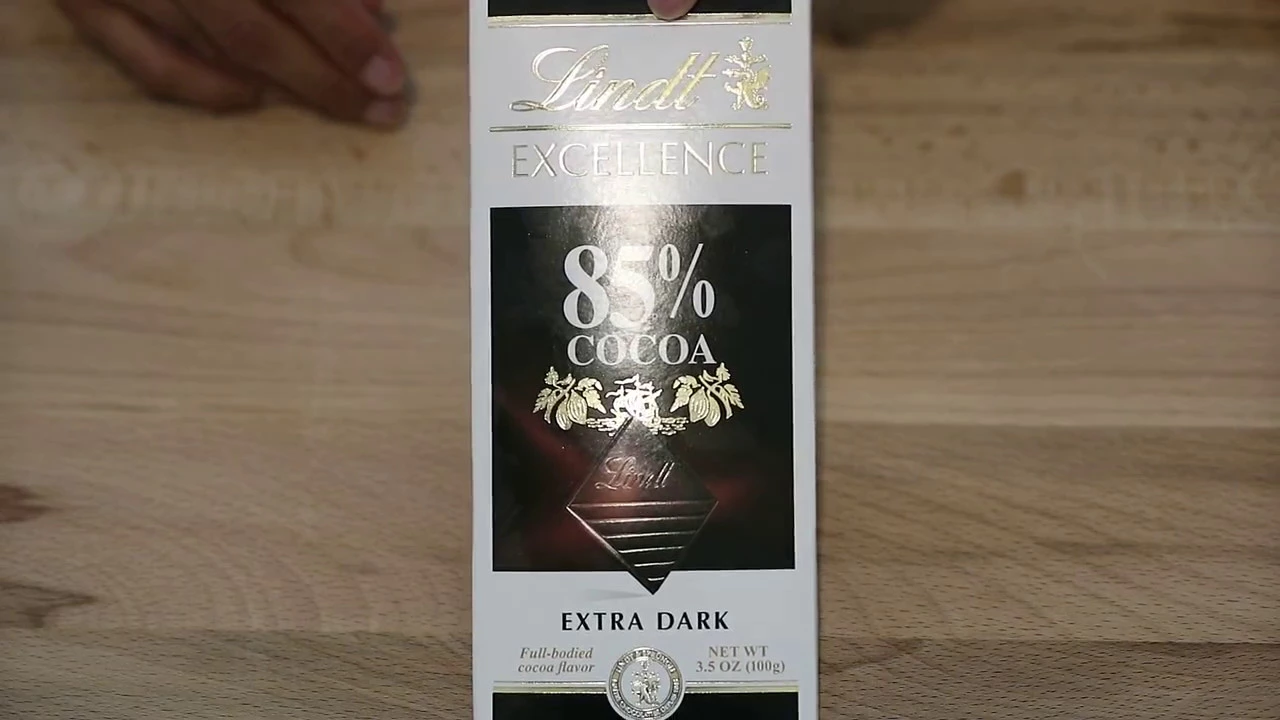 Lindt
EXCELLENCE
85%
COCOA
Lindt
EXTRA DARK
Full-bodied
cocoa flavor
NET WT
3.5 OZ (100g)